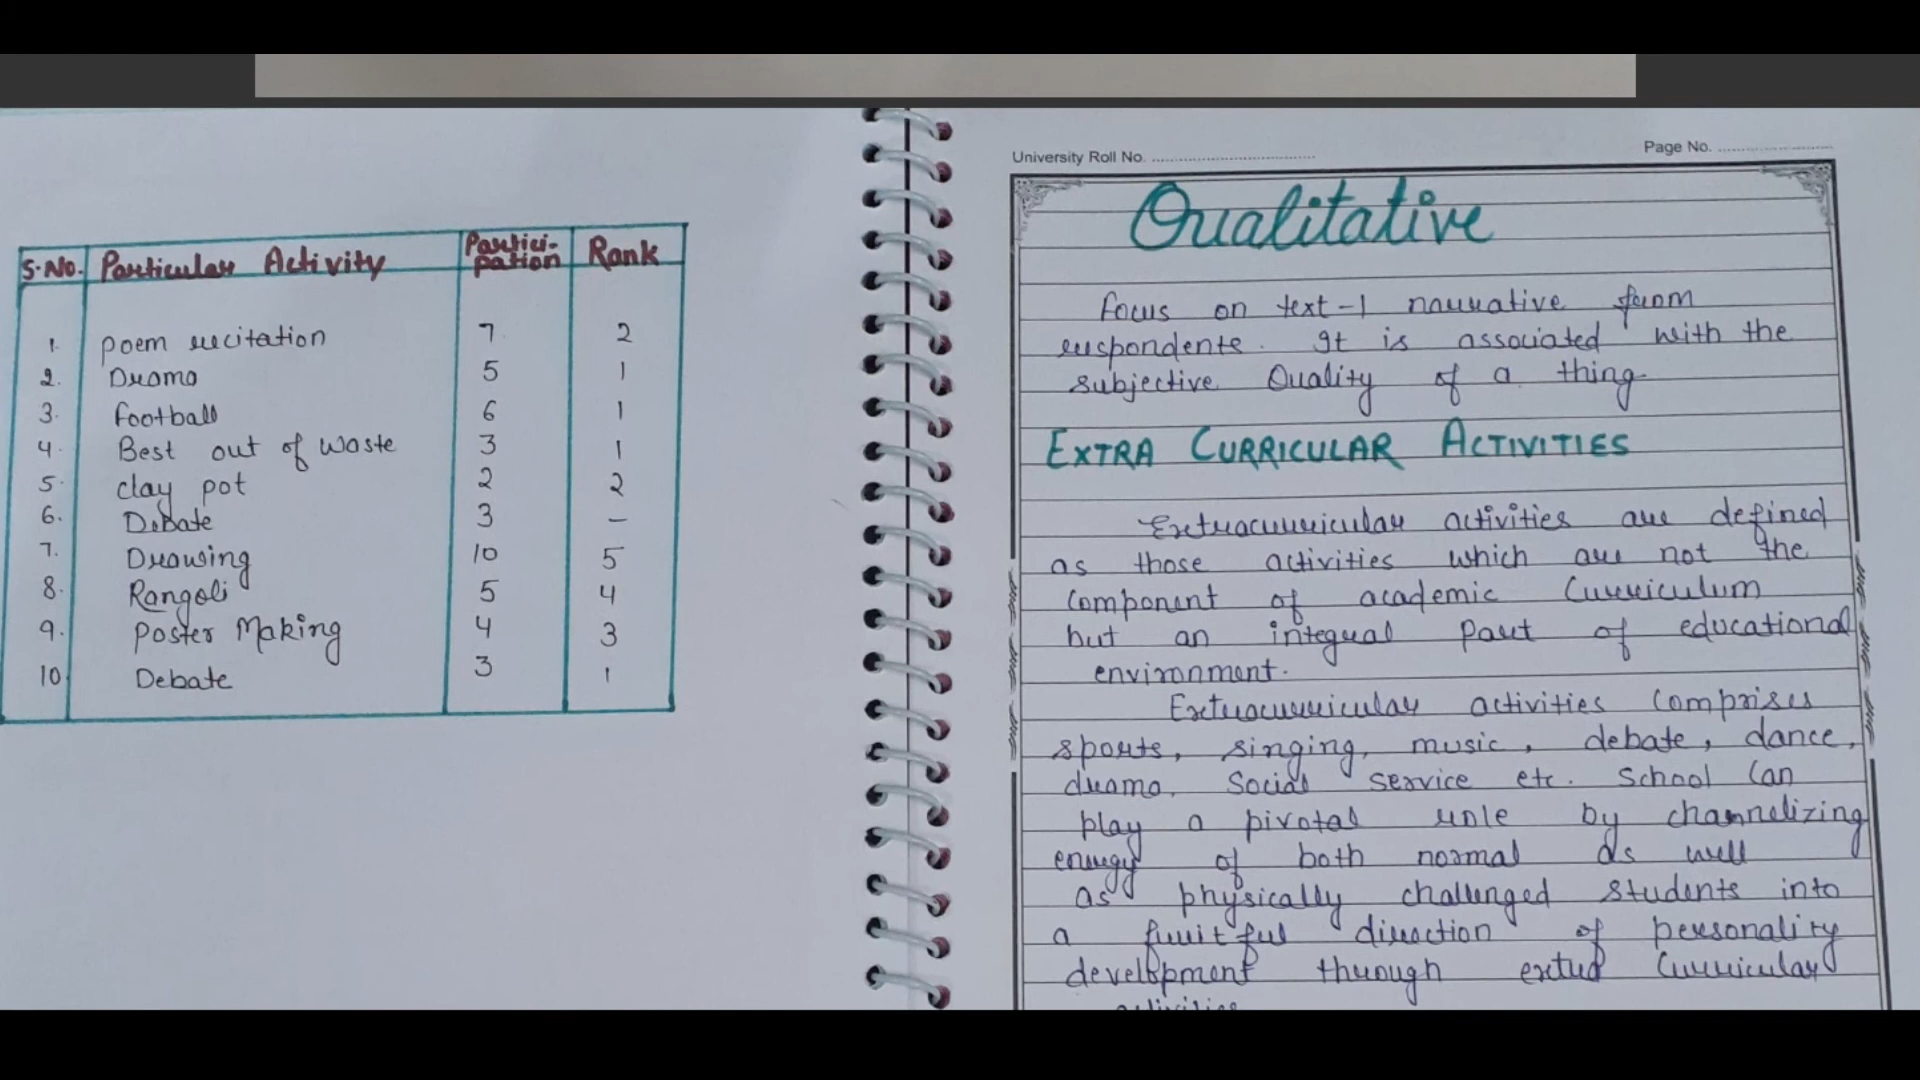 S.No. Particular Activity Partici-pation Rank
1. Poem recitation 7 2
2. Drama 5 1
3. Football 6 1
4. Best out of waste 3 1
5. clay pot 2 2
6. Debate 3 –
7. Drawing 10 5
8. Rangoli 5 4
9. Poster Making 4 3
10 Debate 3 1
University Roll No. ....................................
Page No. .........................
Qualitative
Focus on text-1 narrative from
respondents. It is associated with the
subjective Quality of a thing
EXTRA CURRICULAR ACTIVITIES
Extracurricular activities are defined
as those activities which are not the
component of academic Curriculum
but an integral part of educational
environment.
Extracurricular activities comprises
sports, singing, music, debate, dance,
drama, social service etc. School can
play a pivotal role by channelizing
energy of both normal as well
as physically challenged students into
a fruitful direction of personality
development through extra curricular
activities